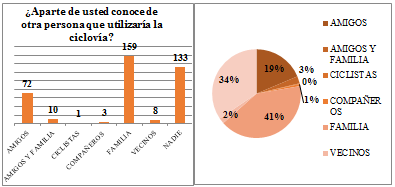 ¿Aparte de usted conoce de
otra persona que utilizaría la
ciclovía?
72
10
1
3
159
8
133
AMIGOS
AMIGOS Y FAMILIA
CICLISTAS
COMPAÑEROS
FAMILIA
VECINOS
NADIE
19%
3%
0%
1%
41%
2%
34%
AMIGOS
AMIGOS Y
FAMILIA
CICLISTAS
COMPAÑER
OS
FAMILIA
VECINOS